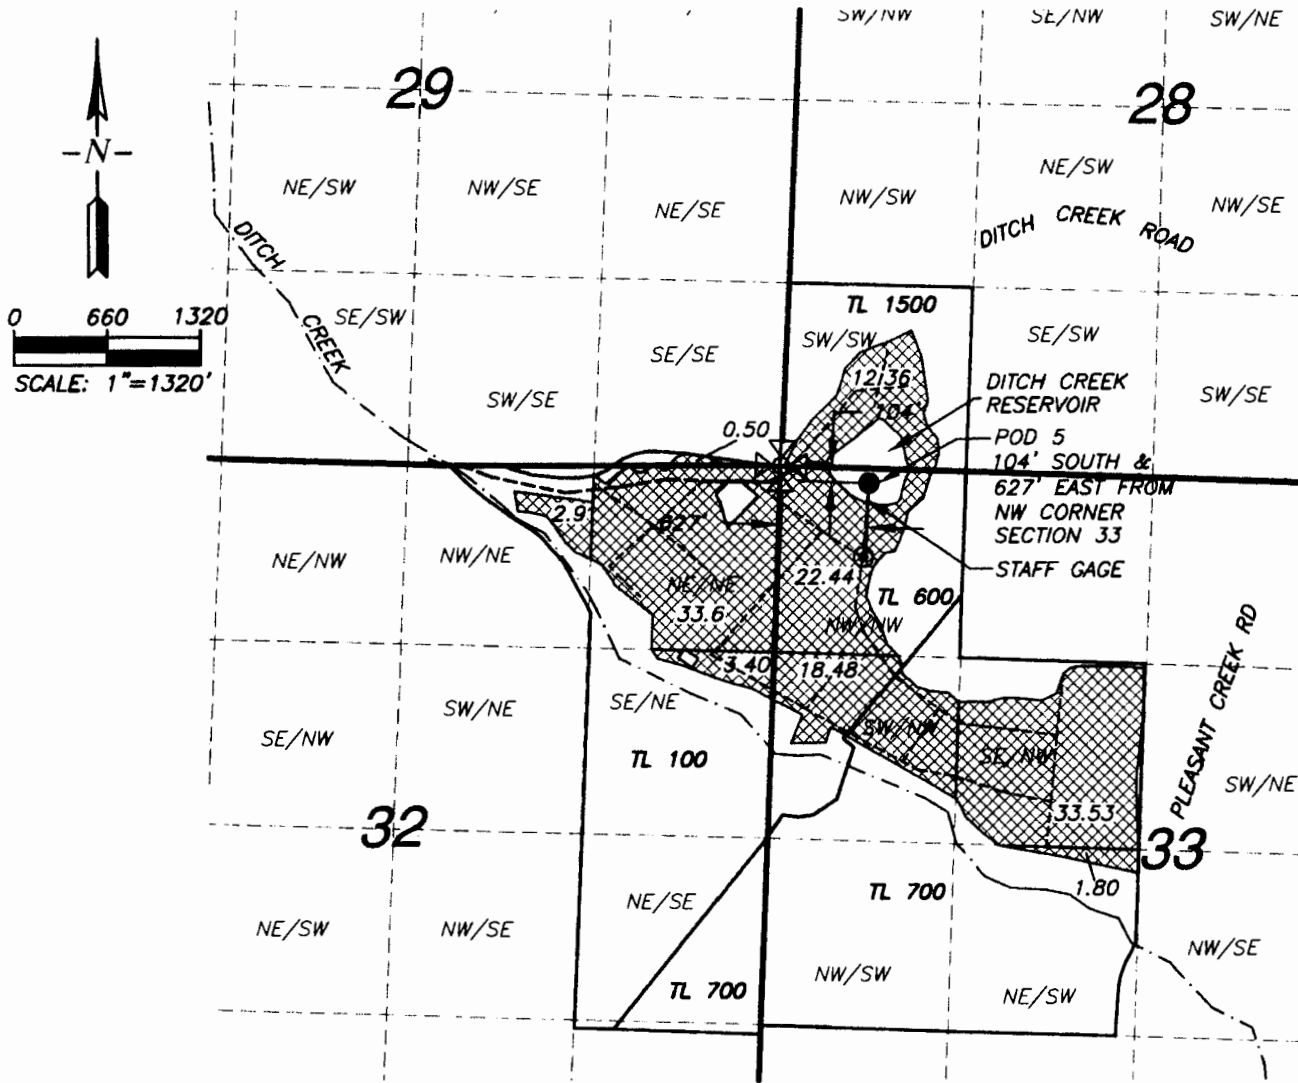 SW/NW
SE/NW
SW/NE
29
28
N
NE/SW
NW/SE
NE/SE
NW/SW
NE/SW
NW/SE
DITCH CREEK ROAD
DITCH CREEK
0 660 1320
SCALE: 1"=1320'
SE/SW
SE/SE
SW/SE
TL 1500
SW/SW
SE/SW
SW/SE
12.36
104'
0.50
DITCH CREEK
RESERVOIR
POD 5
104' SOUTH &
627' EAST FROM
NW CORNER
SECTION 33
STAFF GAGE
2.9
627'
NE/NW
NW/NE
NE/NE
33.6
22.44
TL 600
NW/NW
3.40
18.48
SE/NW
SW/NE
SE/NE
TL 100
SW/NW
SE/NW
PLEASANT CREEK RD
SW/NE
33.53
32
33
1.80
TL 700
NE/SW
NW/SE
NE/SE
TL 700
NW/SW
NE/SW
NW/SE